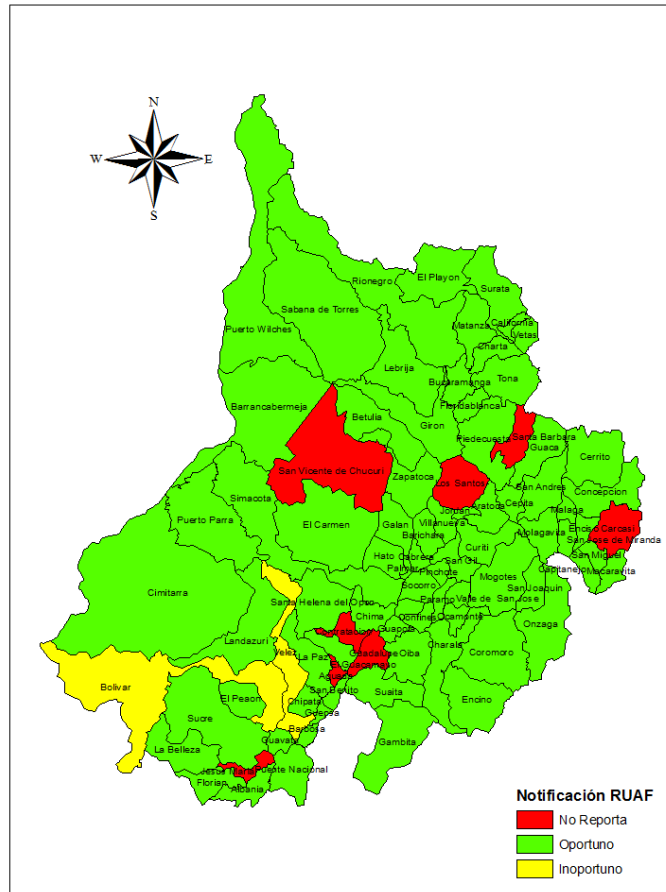 N
W E
S
El Playon
Rionegro
Surata
Sabana de Torres
California
Matanza
Puerto Wilches
Vetas
Charta
Lebrija
Tona
Bucaramanga
Barrancabermeja
Floridablanca
Betulia
Giron
Piedecuesta
Santa Barbara
Guaca
Cerrito
San Vicente de Chucuri
Zapatoca
Los Santos
San Andres
Concepcion
Simacota
Aratoca
Cepita
Malaga
Jordan
Puerto Parra
El Carmen
Galan
Villanueva
Enciso
Carcasi
Barichara
Molagavita
San Jose de Miranda
Hato
Cabrera
Curiti
San Miguel
San Gil
Palmar
Pinchote
Capitanejo
Macaravita
Mogotes
Socorro
San Joaquin
Cimitarra
Paramo
Valle de San Jose
Santa Helena del Opon
Chima
Confines
Ocamonte
Guapota
Onzaga
Contratacion
Landazuri
Charala
Velez
Guadalupe
Oiba
Coromoro
La Paz
El Guacamayo
Aguada
Bolivar
San Benito
Suaita
El Peaon
Chipata
Encino
Guepsa
Sucre
Barbosa
Guavata
Gambita
La Belleza
Jesus Maria
Puente Nacional
Florian
Albania
Notificación RUAF
No Reporta
Oportuno
Inoportuno